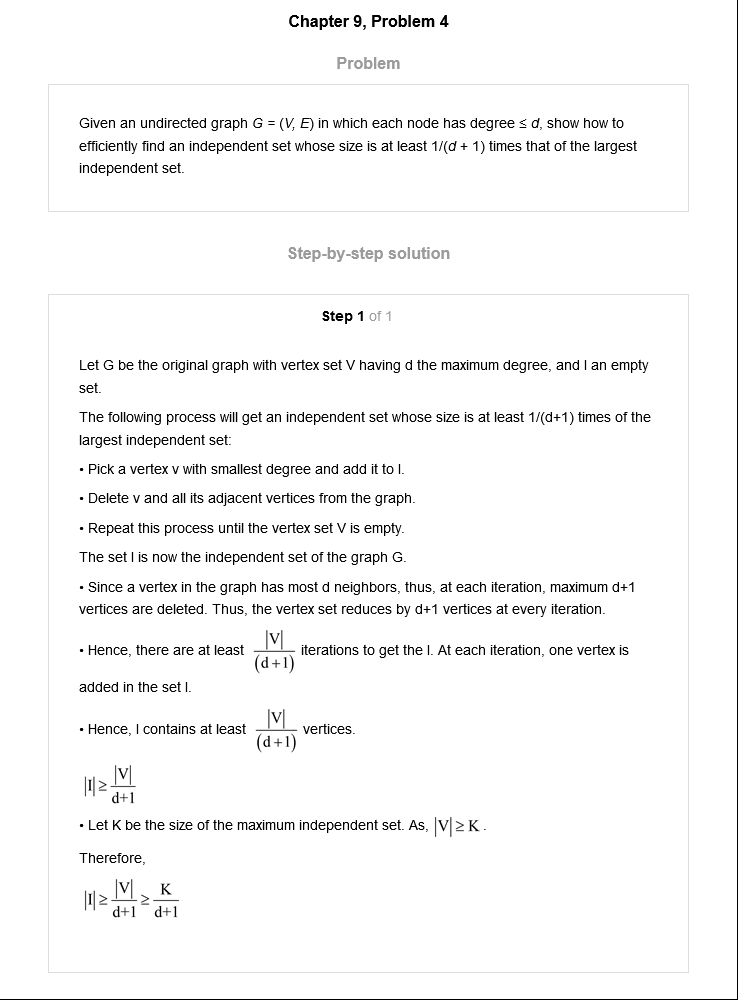 Chapter 9, Problem 4
Problem
Given an undirected graph G = (V, E) in which each node has degree ≤ d, show how to
efficiently find an independent set whose size is at least 1/(d + 1) times that of the largest
independent set.
Step-by-step solution
Step 1 of 1
Let G be the original graph with vertex set V having d the maximum degree, and I an empty
set.
The following process will get an independent set whose size is at least 1/(d+1) times of the
largest independent set:
• Pick a vertex v with smallest degree and add it to I.
• Delete v and all its adjacent vertices from the graph.
• Repeat this process until the vertex set V is empty.
The set I is now the independent set of the graph G.
• Since a vertex in the graph has most d neighbors, thus, at each iteration, maximum d+1
vertices are deleted. Thus, the vertex set reduces by d+1 vertices at every iteration.
• Hence, there are at least |V|/(d+1) iterations to get the I. At each iteration, one vertex is
added in the set I.
• Hence, I contains at least |V|/(d+1) vertices.
|I| ≥ |V|/d+1
• Let K be the size of the maximum independent set. As, |V| ≥ K .
Therefore,
|I| ≥ |V|/d+1 ≥ K/d+1